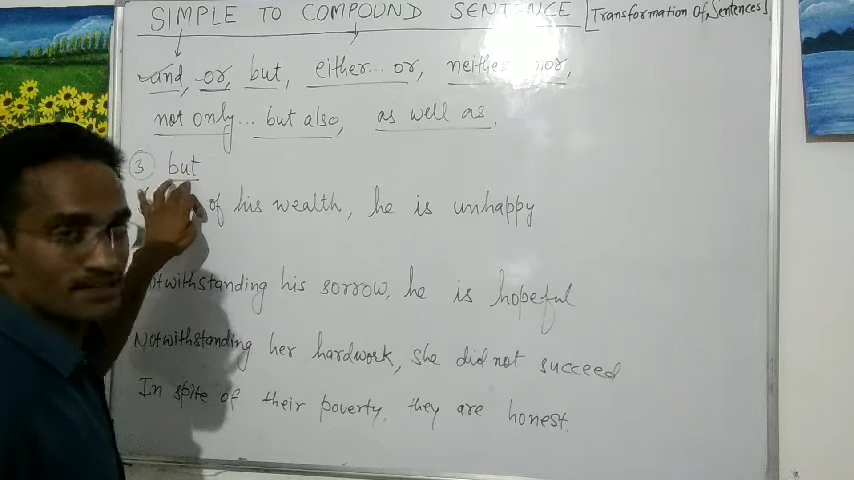 SIMPLE TO COMPOUND SENTENCE [Transformation Of Sentences]
and, or, but, either... or, neither nor,
not only... but also, as well as.
③ but
of his wealth, he is unhappy
his sorrow, he is hopeful
Notwithstanding her hardwork, she did not succeed
In spite of their poverty, they are honest.